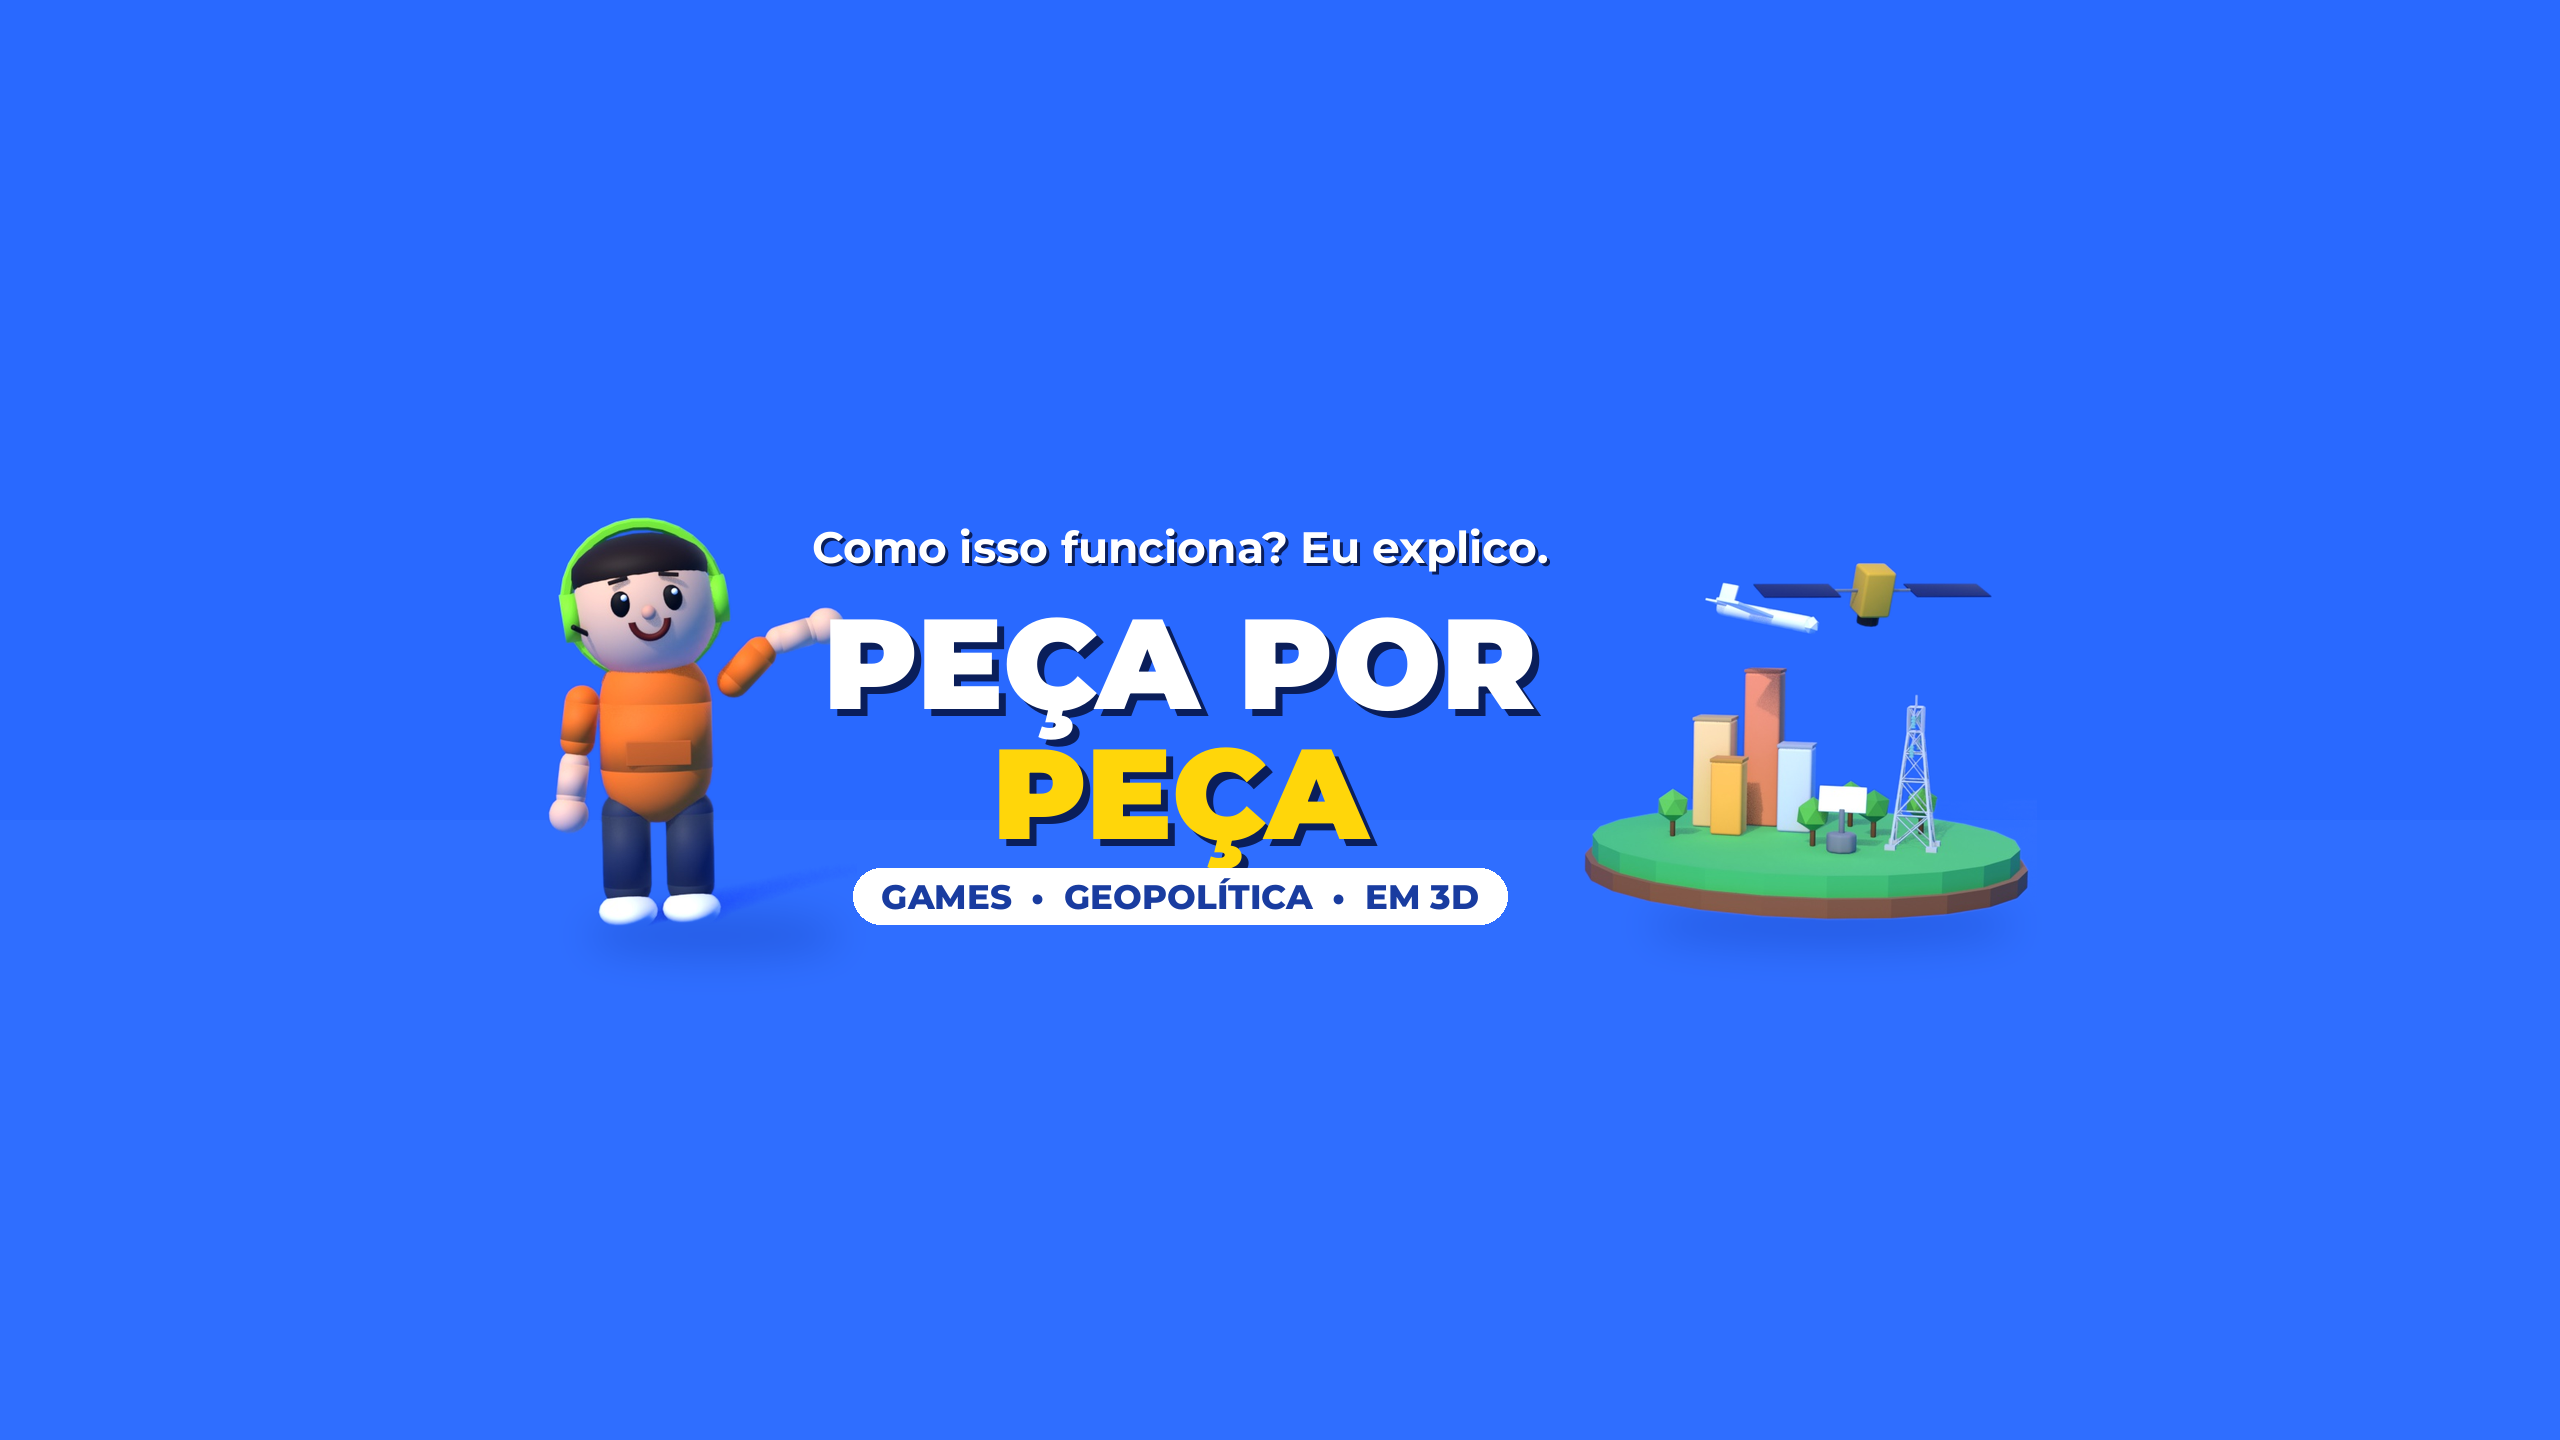 Como isso funciona? Eu explico.
PEÇA POR
PEÇA
GAMES • GEOPOLÍTICA • EM 3D